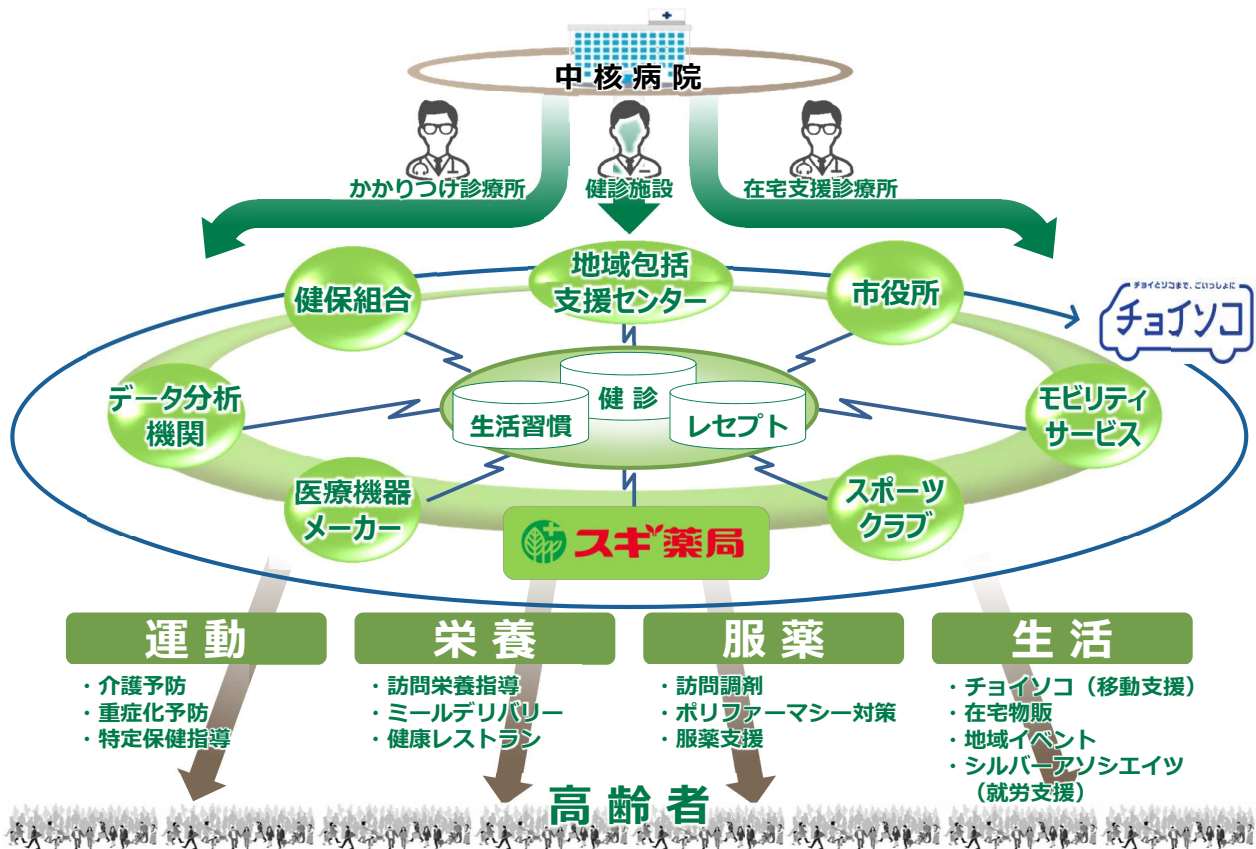 中核病院
かかりつけ診療所
健診施設
在宅支援診療所
健保組合
地域包括
支援センター
市役所
チョイとソコまで、ごいっしょに
チョイソコ
データ分析
機関
健診
生活習慣
レセプト
モビリティ
サービス
医療機器
メーカー
スギ薬局
スポーツ
クラブ
運動
・介護予防
・重症化予防
・特定保健指導
栄養
・訪問栄養指導
・ミールデリバリー
・健康レストラン
服薬
・訪問調剤
・ポリファーマシー対策
・服薬支援
生活
・チョイソコ（移動支援）
・在宅物販
・地域イベント
・シルバーアソシエイツ
（就労支援）
高齢者